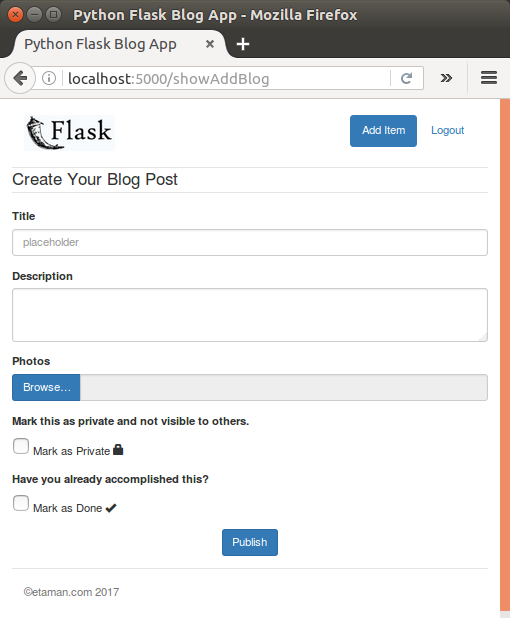 Python Flask Blog App - Mozilla Firefox
Python Flask Blog App
localhost:5000/showAddBlog
Flask
Add Item
Logout
Create Your Blog Post
Title
placeholder
Description
Photos
Browse...
Mark this as private and not visible to others.
Mark as Private
Have you already accomplished this?
Mark as Done
Publish
©etaman.com 2017